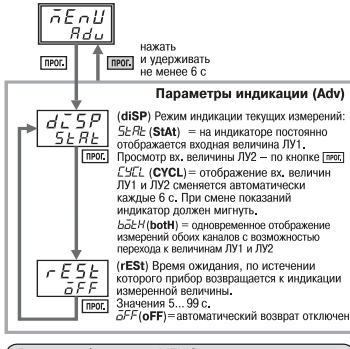 ñEnU
Adu
нажать
и удерживать
не менее 6 с
ПРОГ.
ПРОГ.
Параметры индикации (Adv)
diSP
StAt
ПРОГ.
(diSP) Режим индикации текущих измерений:
StAt (StAt) = на индикаторе постоянно
отображается входная величина ЛУ1.
Просмотр вх. величины ЛУ2 – по кнопке ПРОГ.
CYCL (CYCL) = отображение вх. величин
ЛУ1 и ЛУ2 сменяется автоматически
каждые 6 с. При смене показаний
индикатор должен мигнуть.
botH (botH) = одновременное отображение
измерений обоих каналов с возможностью
перехода к величинам ЛУ1 и ЛУ2
rESt
oFF
ПРОГ.
(rESt) Время ожидания, по истечении
которого прибор возвращается к индикации
измеренной величины.
Значения 5... 99 с.
oFF (oFF)=автоматический возврат отключен